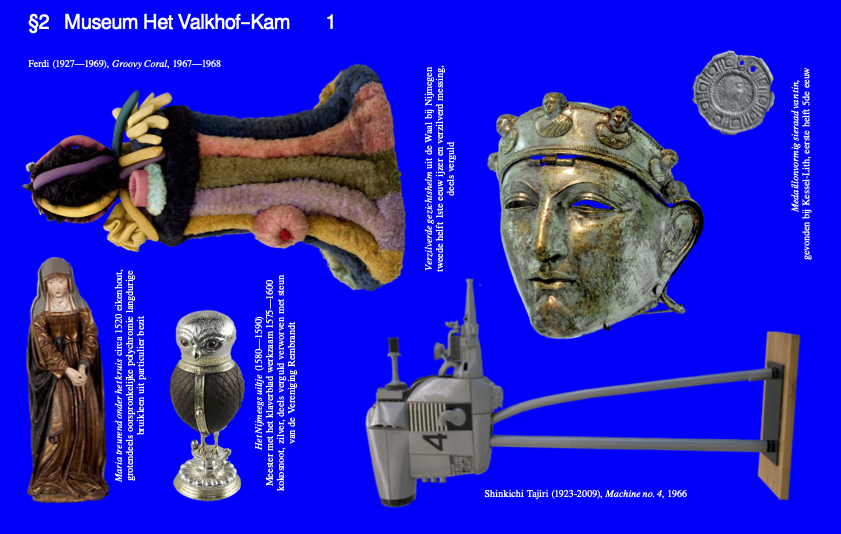 §2 Museum Het Valkhof–Kam 1
Ferdi (1927—1969), Groovy Coral, 1967—1968
Verzilverde gezichtshelm uit de Waal bij Nijmegen
tweede helft 1ste eeuw ijzer en verzilverd messing,
deels verguld
Medaillonvormig sieraad van tin,
gevonden bij Kessel-Lith, eerste helft 5de eeuw
Maria treurend onder het kruis circa 1520 eikenhout,
grotendeels oorspronkelijke polychromie langdurige
bruikleen uit particulier bezit
Het Nijmeegs uiltje (1580—1590)
Meester met het klaverblad werkzaam 1575—1600
kokosnoot, zilver, deels verguld verworven met steun
van de Vereniging Rembrandt
4
Shinkichi Tajiri (1923-2009), Machine no. 4, 1966